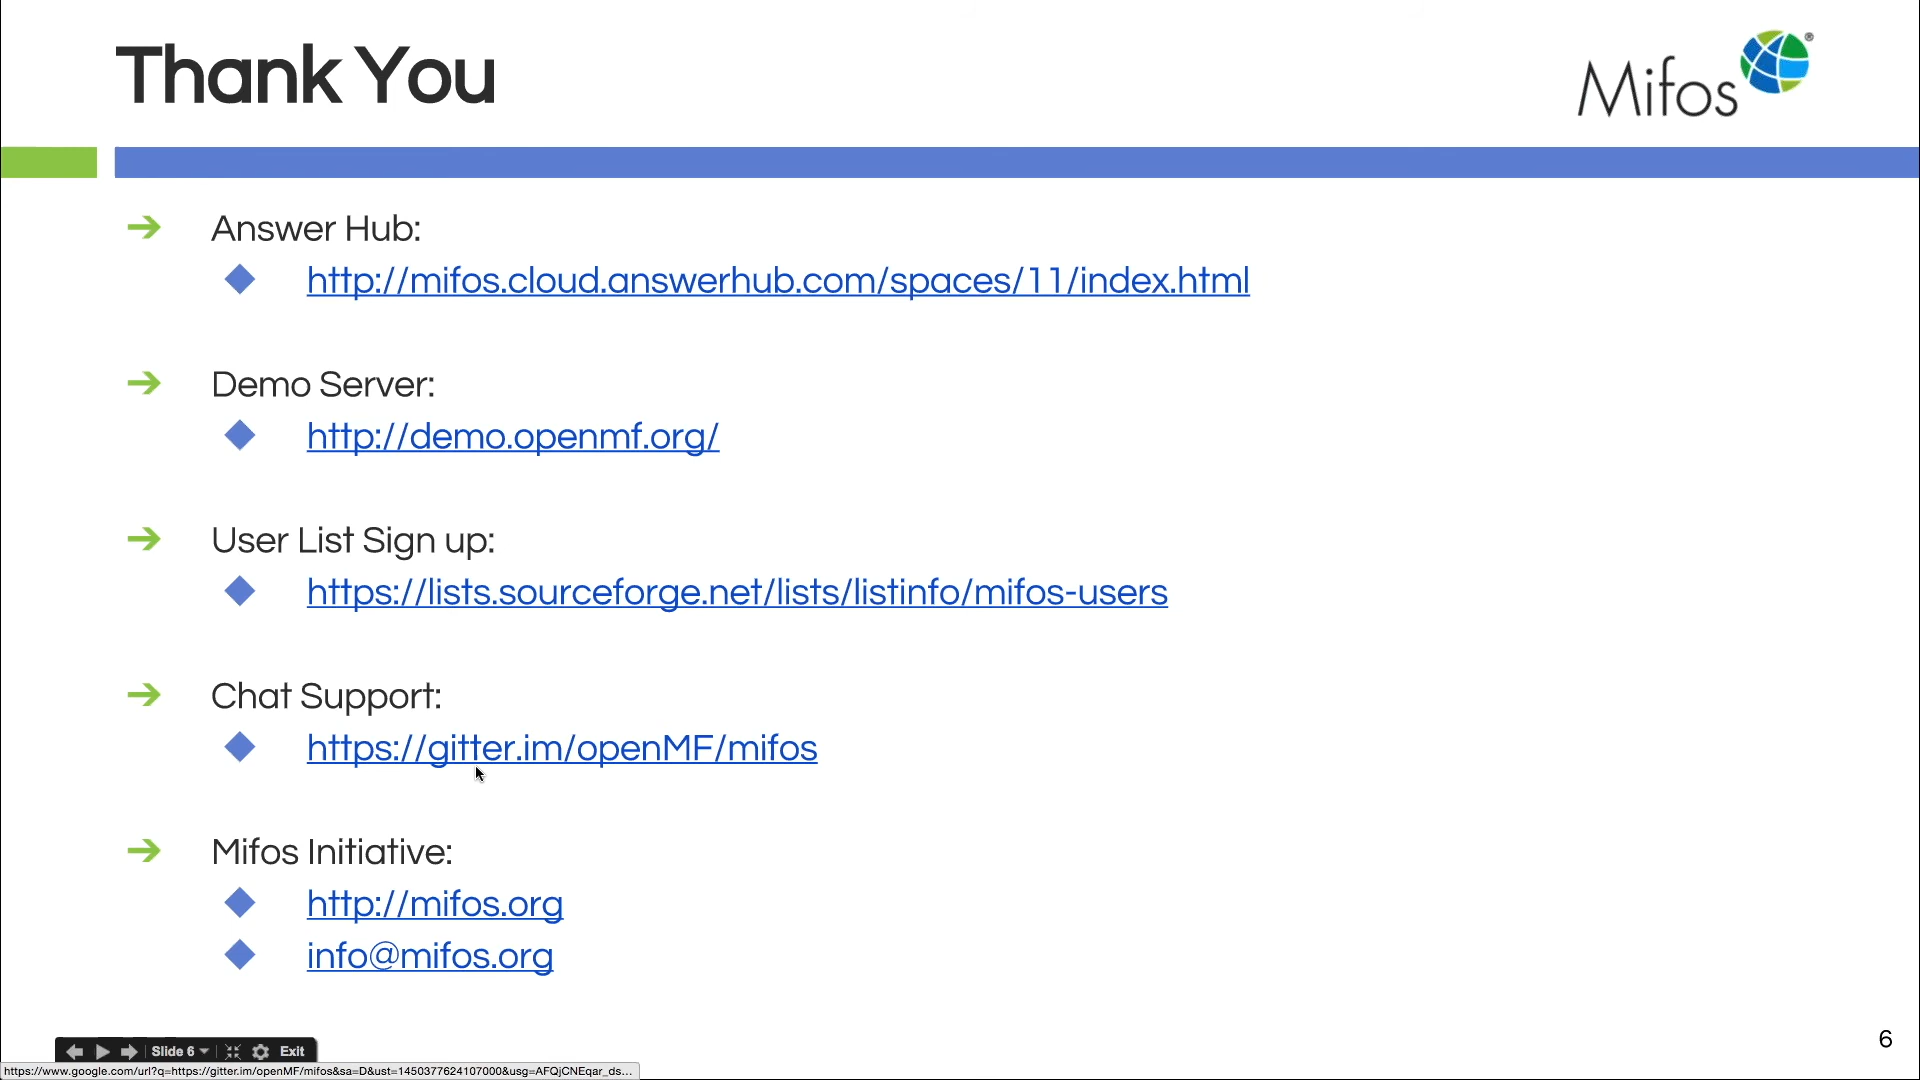 Thank You
Mifos®
➔ Answer Hub:
◆ http://mifos.cloud.answerhub.com/spaces/11/index.html
➔ Demo Server:
◆ http://demo.openmf.org/
➔ User List Sign up:
◆ https://lists.sourceforge.net/lists/listinfo/mifos-users
➔ Chat Support:
◆ https://gitter.im/openMF/mifos
➔ Mifos Initiative:
◆ http://mifos.org
◆ info@mifos.org
6
Slide 6 Exit
https://www.google.com/url?q=https://gitter.im/openMF/mifos&sa=D&ust=1450377624107000&usg=AFQjCNEqar_ds...